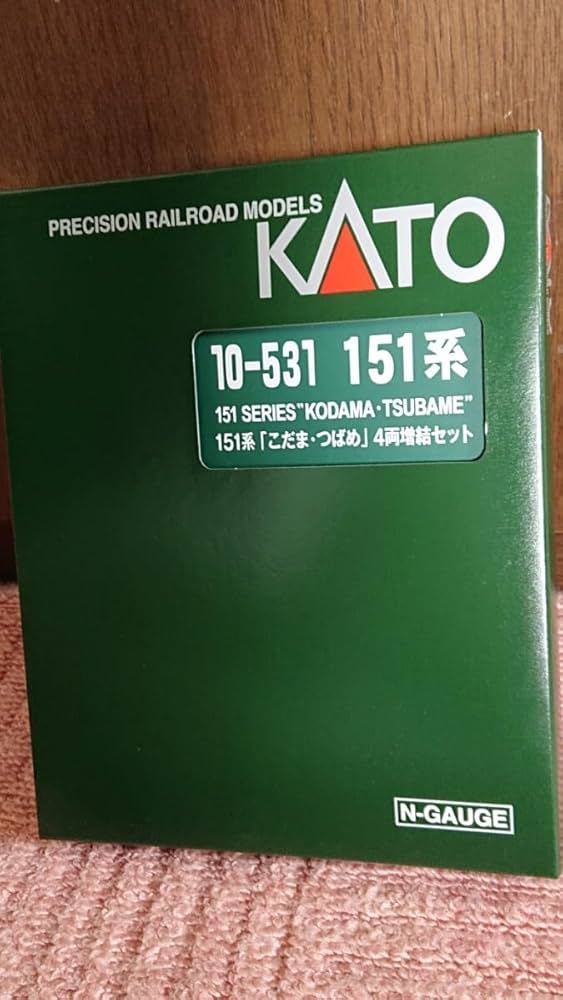 PRECISION RAILROAD MODELS
KATO
10-531 151系
151 SERIES"KODAMA・TSUBAME"
151系「こだま・つばめ」4両増結セット
N-GAUGE